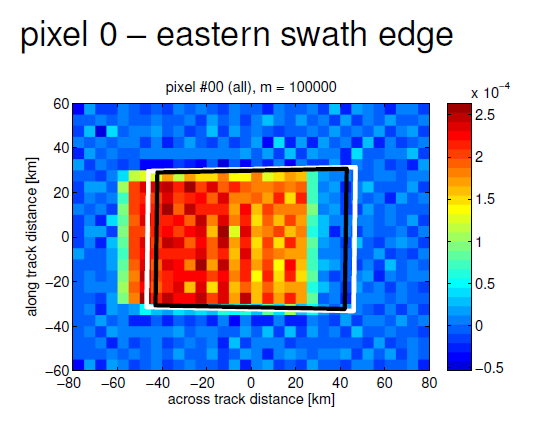 pixel 0 – eastern swath edge
pixel #00 (all), m = 100000
x 10⁻⁴
60
40
20
0
−20
−40
−60
along track distance [km]
−80 −60 −40 −20 0 20 40 60 80
across track distance [km]
2.5
2
1.5
1
0.5
0
−0.5